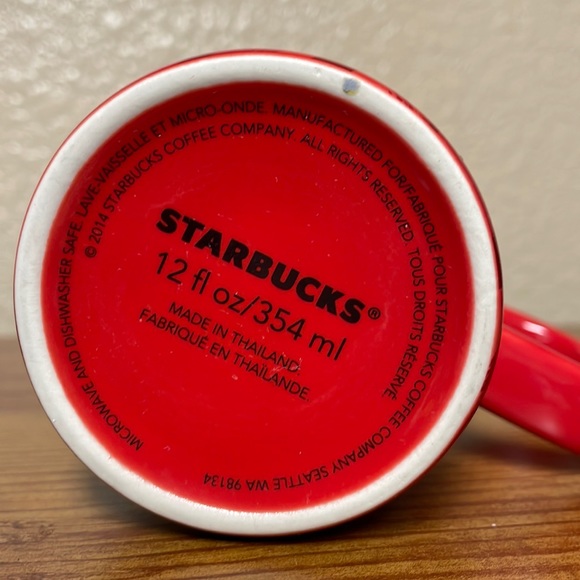 MICROWAVE AND DISHWASHER SAFE. LAVE-VAISSELLE ET MICRO-ONDE. MANUFACTURED FOR/FABRIQUÉ POUR STARBUCKS COFFEE COMPANY SEATTLE WA 98134
© 2014 STARBUCKS COFFEE COMPANY. ALL RIGHTS RESERVED. TOUS DROITS RÉSERVÉ.
STARBUCKS®
12 fl oz/354 ml
MADE IN THAILAND
FABRIQUÉ EN THAÏLANDE